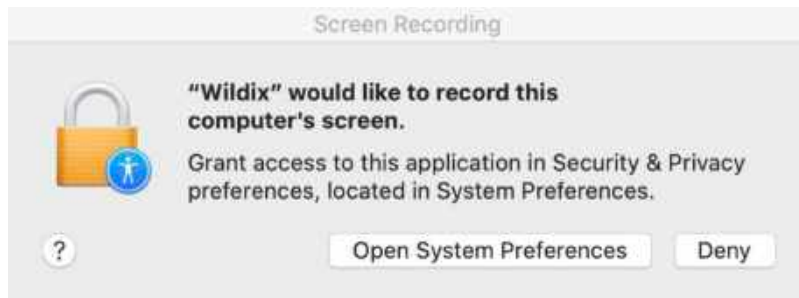 Screen Recording
“Wildix” would like to record this
computer's screen.
Grant access to this application in Security & Privacy
preferences, located in System Preferences.
?
Open System Preferences
Deny